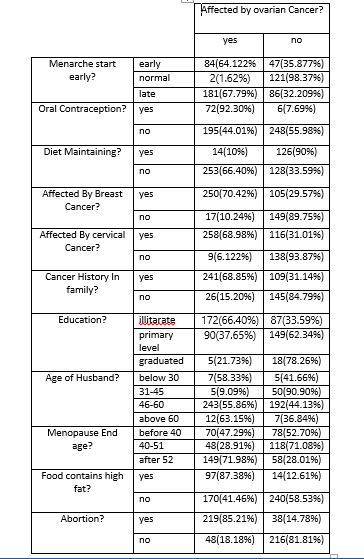 Affected by ovarian Cancer?
yes no
Menarche start early? early 84(64.122% 47(35.877%)
normal 2(1.62%) 121(98.37%)
late 181(67.79%) 86(32.209%)
Oral Contraception? yes 72(92.30%) 6(7.69%)
no 195(44.01%) 248(55.98%)
Diet Maintaining? yes 14(10%) 126(90%)
no 253(66.40%) 128(33.59%)
Affected By Breast Cancer? yes 250(70.42%) 105(29.57%)
no 17(10.24%) 149(89.75%)
Affected By cervical Cancer? yes 258(68.98%) 116(31.01%)
no 9(6.122%) 138(93.87%)
Cancer History In family? yes 241(68.85%) 109(31.14%)
no 26(15.20%) 145(84.79%)
Education? illitarate 172(66.40%) 87(33.59%)
primary level 90(37.65%) 149(62.34%)
graduated 5(21.73%) 18(78.26%)
Age of Husband? below 30 7(58.33%) 5(41.66%)
31-45 5(9.09%) 50(90.90%)
46-60 243(55.86%) 192(44.13%)
above 60 12(63.15%) 7(36.84%)
Menopause End age? before 40 70(47.29%) 78(52.70%)
40-51 48(28.91%) 118(71.08%)
after 52 149(71.98%) 58(28.01%)
Food contains high fat? yes 97(87.38%) 14(12.61%)
no 170(41.46%) 240(58.53%)
Abortion? yes 219(85.21%) 38(14.78%)
no 48(18.18%) 216(81.81%)